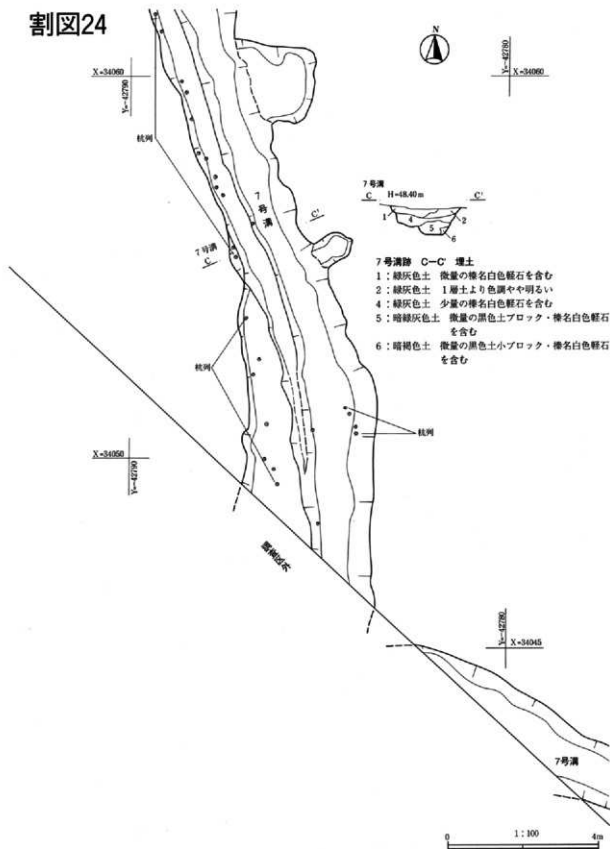 割図24
N
X=34060
Y=-42790
Y=-42780
X=34060
杭列
7号溝
7号溝
C
C'
7号溝
C
H=48.40m
C'
1
4
2
5
6
7号溝跡 C-C' 埋土
1:緑灰色土 微量の榛名白色軽石を含む
2:緑灰色土 1層土より色調やや明るい
4:緑灰色土 少量の榛名白色軽石を含む
5:暗緑灰色土 微量の黒色土ブロック・榛名白色軽石
を含む
6:暗褐色土 微量の黒色土小ブロック・榛名白色軽石
を含む
杭列
杭列
X=34050
Y=-42790
調査区外
Y=-42780
X=34045
7号溝
0 1:100 4m